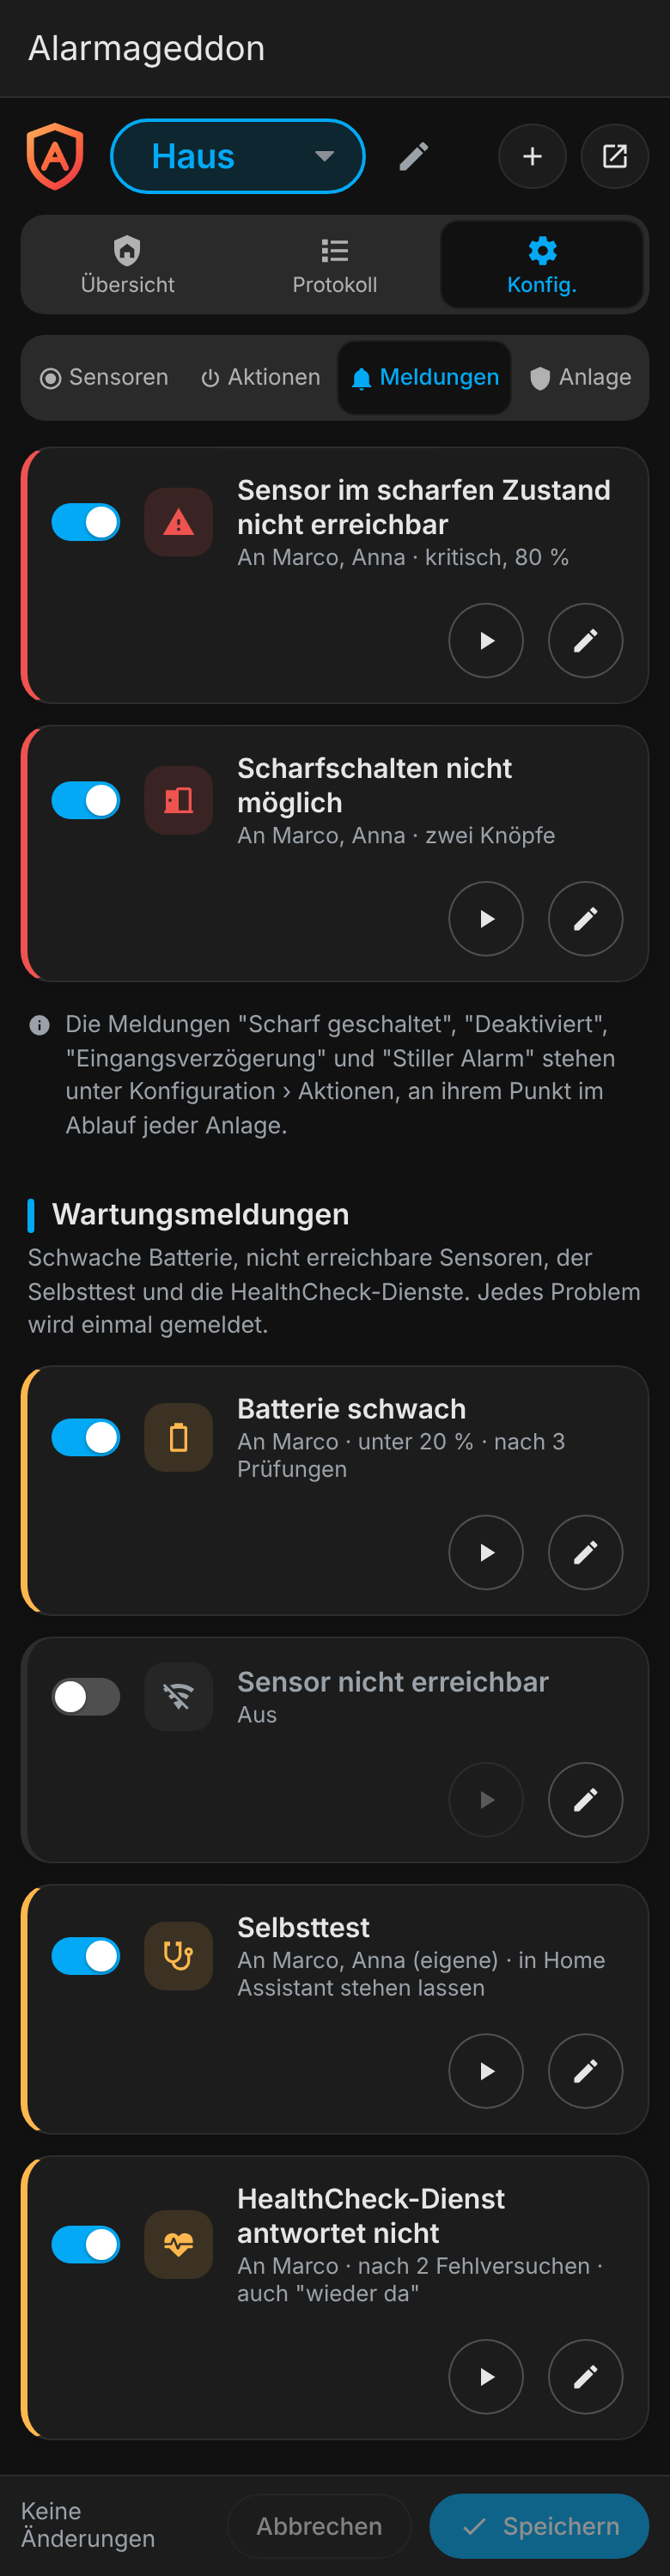 Alarmageddon
Haus
Übersicht
Protokoll
Konfig.
Sensoren
Aktionen
Meldungen
Anlage
Sensor im scharfen Zustand
nicht erreichbar
An Marco, Anna · kritisch, 80 %
Scharfschalten nicht
möglich
An Marco, Anna · zwei Knöpfe
Die Meldungen "Scharf geschaltet", "Deaktiviert",
"Eingangsverzögerung" und "Stiller Alarm" stehen
unter Konfiguration › Aktionen, an ihrem Punkt im
Ablauf jeder Anlage.
Wartungsmeldungen
Schwache Batterie, nicht erreichbare Sensoren, der
Selbsttest und die HealthCheck-Dienste. Jedes Problem
wird einmal gemeldet.
Batterie schwach
An Marco · unter 20 % · nach 3
Prüfungen
Sensor nicht erreichbar
Aus
Selbsttest
An Marco, Anna (eigene) · in Home
Assistant stehen lassen
HealthCheck-Dienst
antwortet nicht
An Marco · nach 2 Fehlversuchen ·
auch "wieder da"
Keine
Änderungen
Abbrechen
Speichern